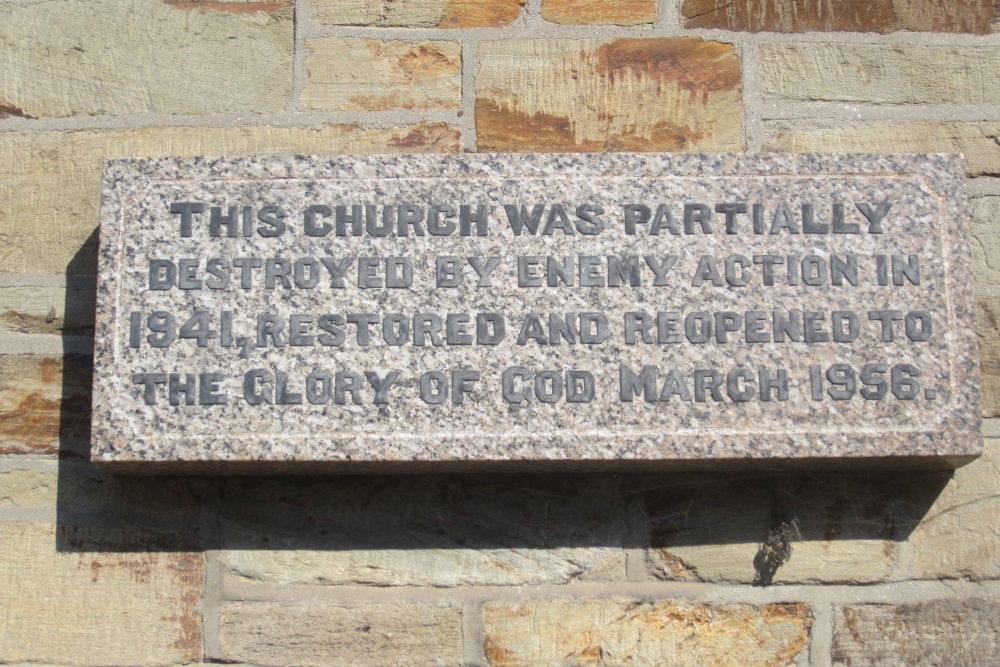 THIS CHURCH WAS PARTIALLY
DESTROYED BY ENEMY ACTION IN
1941, RESTORED AND REOPENED TO
THE GLORY OF GOD MARCH 1956.